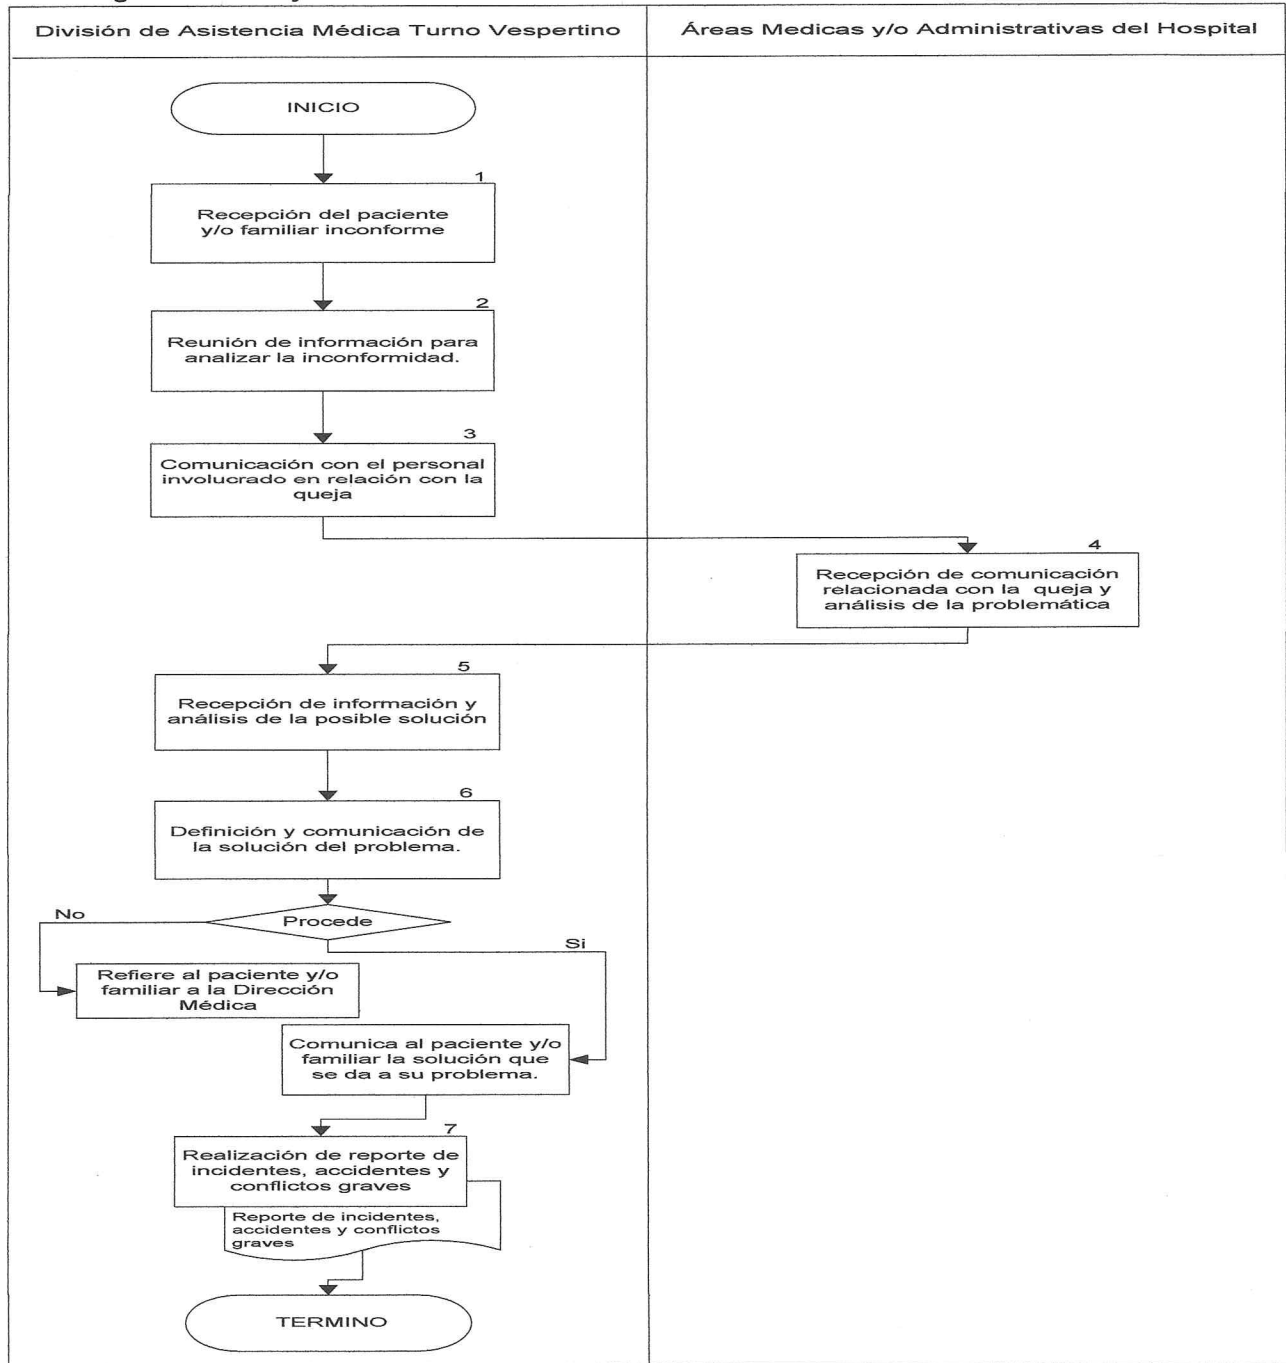 División de Asistencia Médica Turno Vespertino
Áreas Medicas y/o Administrativas del Hospital
INICIO
1
Recepción del paciente
y/o familiar inconforme
2
Reunión de información para
analizar la inconformidad.
3
Comunicación con el personal
involucrado en relación con la
queja
4
Recepción de comunicación
relacionada con la queja y
análisis de la problemática
5
Recepción de información y
análisis de la posible solución
6
Definición y comunicación de
la solución del problema.
Procede
No
Si
Refiere al paciente y/o
familiar a la Dirección
Médica
Comunica al paciente y/o
familiar la solución que
se da a su problema.
7
Realización de reporte de
incidentes, accidentes y
conflictos graves
Reporte de incidentes,
accidentes y conflictos
graves
TERMINO